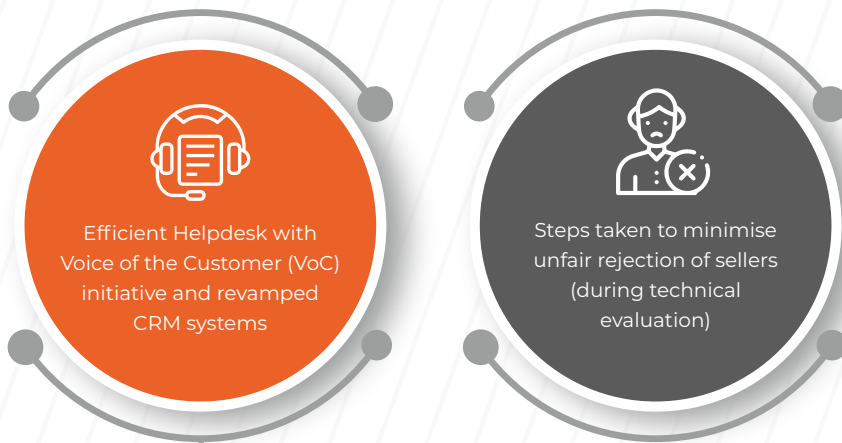 Efficient Helpdesk with
Voice of the Customer (VoC)
initiative and revamped
CRM systems
Steps taken to minimise
unfair rejection of sellers
(during technical
evaluation)